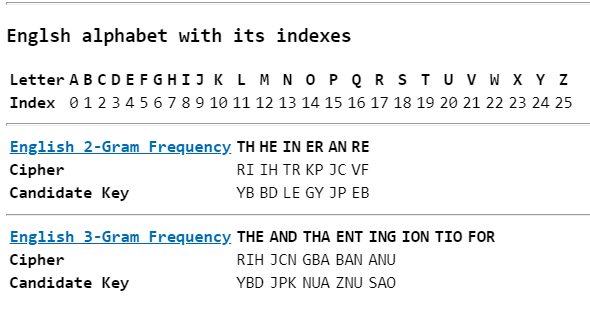 Englsh alphabet with its indexes
Letter A B C D E F G H I J K L M N O P Q R S T U V W X Y Z
Index 0 1 2 3 4 5 6 7 8 9 10 11 12 13 14 15 16 17 18 19 20 21 22 23 24 25
English 2-Gram Frequency TH HE IN ER AN RE
Cipher RI IH TR KP JC VF
Candidate Key YB BD LE GY JP EB
English 3-Gram Frequency THE AND THA ENT ING ION TIO FOR
Cipher RIH JCN GBA BAN ANU
Candidate Key YBD JPK NUA ZNU SAO